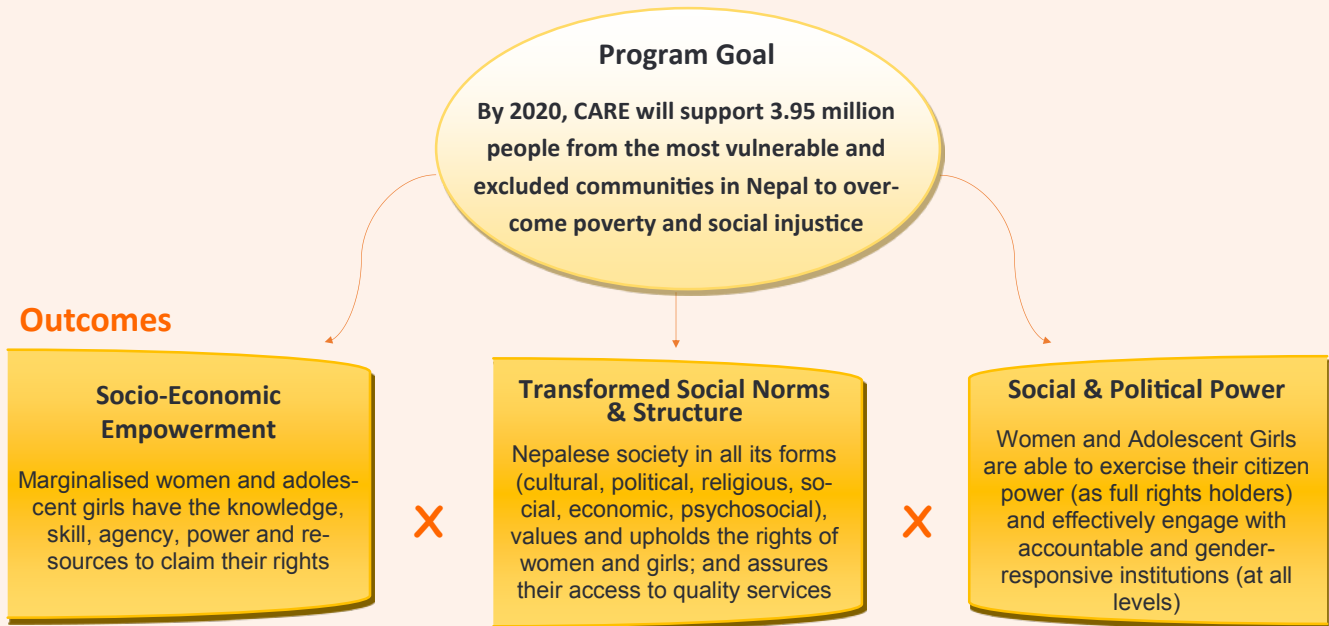 Program Goal
By 2020, CARE will support 3.95 million
people from the most vulnerable and
excluded communities in Nepal to over-
come poverty and social injustice
Outcomes
Socio-Economic
Empowerment
Marginalised women and adoles-
cent girls have the knowledge,
skill, agency, power and re-
sources to claim their rights
X
Transformed Social Norms
& Structure
Nepalese society in all its forms
(cultural, political, religious, so-
cial, economic, psychosocial),
values and upholds the rights of
women and girls; and assures
their access to quality services
X
Social & Political Power
Women and Adolescent Girls
are able to exercise their citizen
power (as full rights holders)
and effectively engage with
accountable and gender-
responsive institutions (at all
levels)